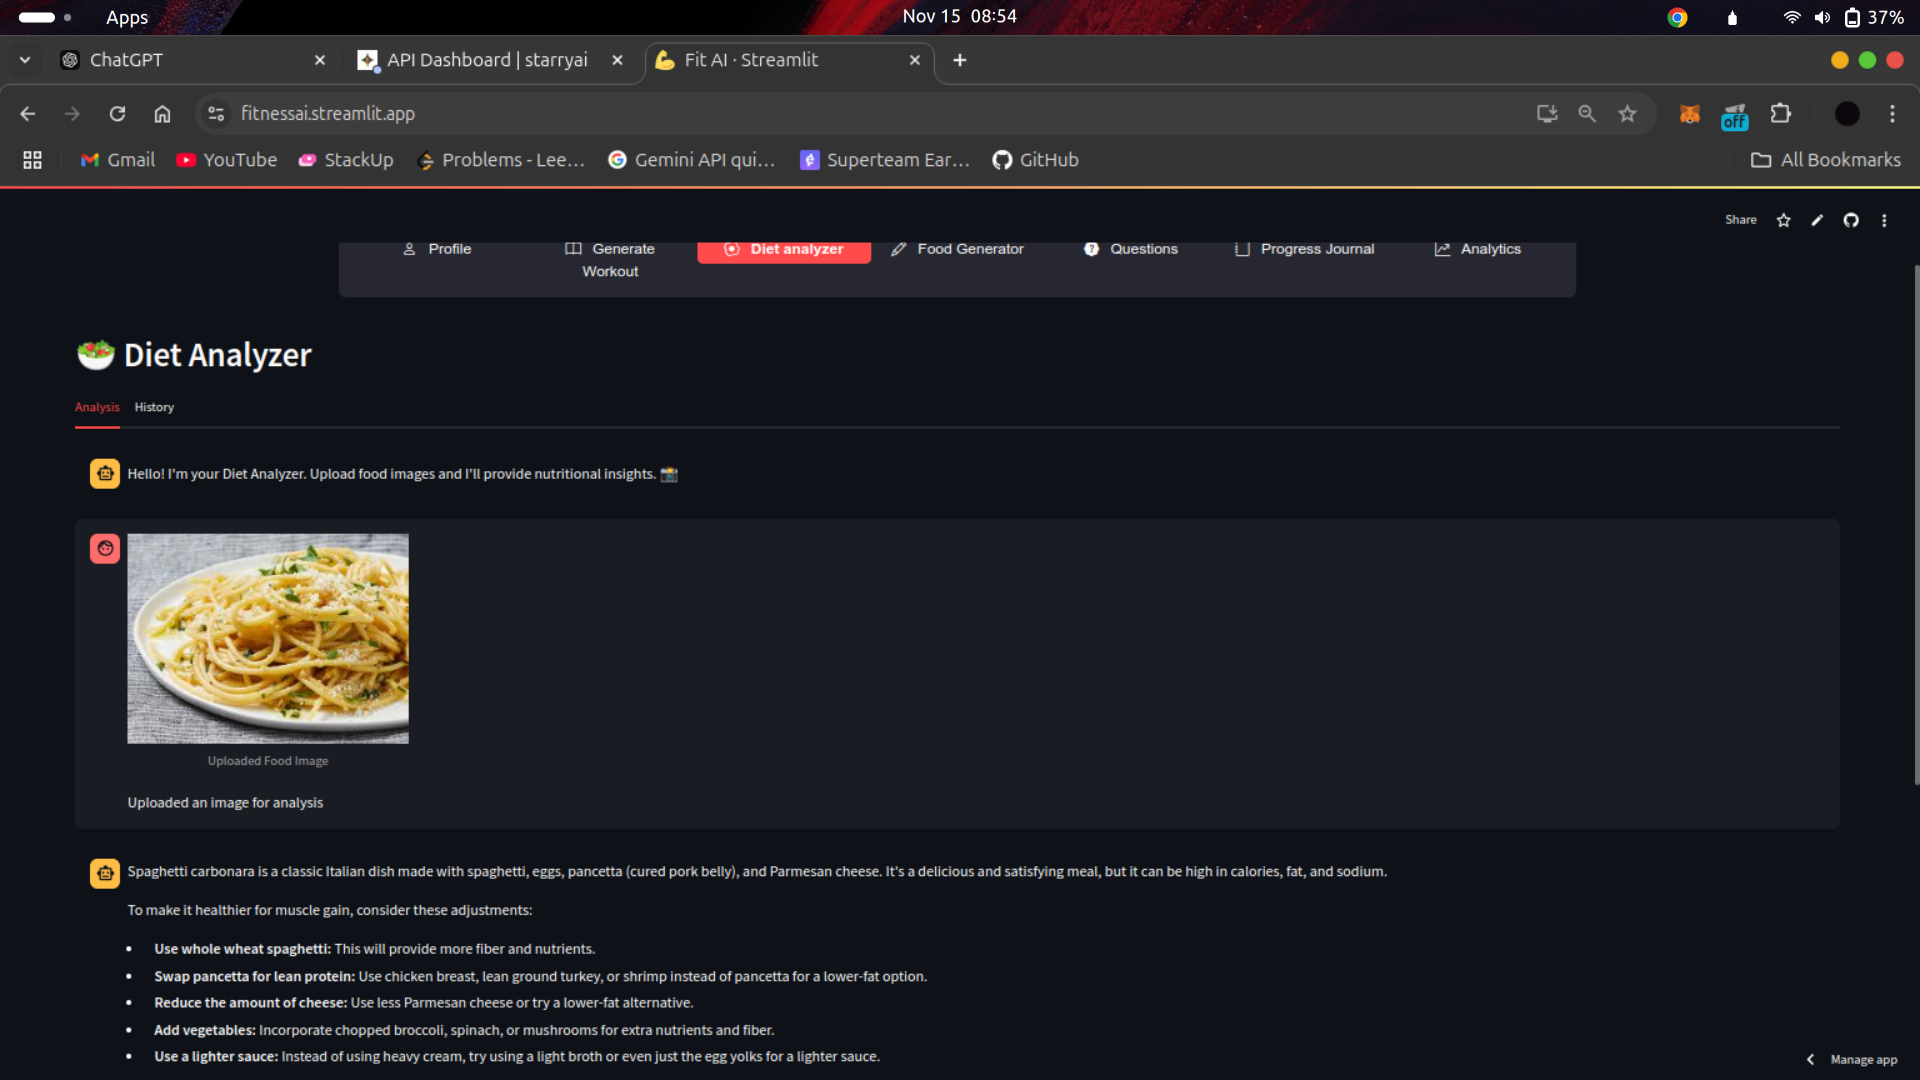 Apps
Nov 15 08:54
37%
ChatGPT
API Dashboard | starryai
Fit AI · Streamlit
fitnessai.streamlit.app
off
Gmail
YouTube
StackUp
Problems - Lee...
Gemini API qui...
Superteam Ear...
GitHub
All Bookmarks
Share
Profile
Generate
Workout
Diet analyzer
Food Generator
Questions
Progress Journal
Analytics
Diet Analyzer
Analysis
History
Hello! I'm your Diet Analyzer. Upload food images and I'll provide nutritional insights.
Uploaded Food Image
Uploaded an image for analysis
Spaghetti carbonara is a classic Italian dish made with spaghetti, eggs, pancetta (cured pork belly), and Parmesan cheese. It's a delicious and satisfying meal, but it can be high in calories, fat, and sodium.
To make it healthier for muscle gain, consider these adjustments:
• Use whole wheat spaghetti: This will provide more fiber and nutrients.
• Swap pancetta for lean protein: Use chicken breast, lean ground turkey, or shrimp instead of pancetta for a lower-fat option.
• Reduce the amount of cheese: Use less Parmesan cheese or try a lower-fat alternative.
• Add vegetables: Incorporate chopped broccoli, spinach, or mushrooms for extra nutrients and fiber.
• Use a lighter sauce: Instead of using heavy cream, try using a light broth or even just the egg yolks for a lighter sauce.
Manage app